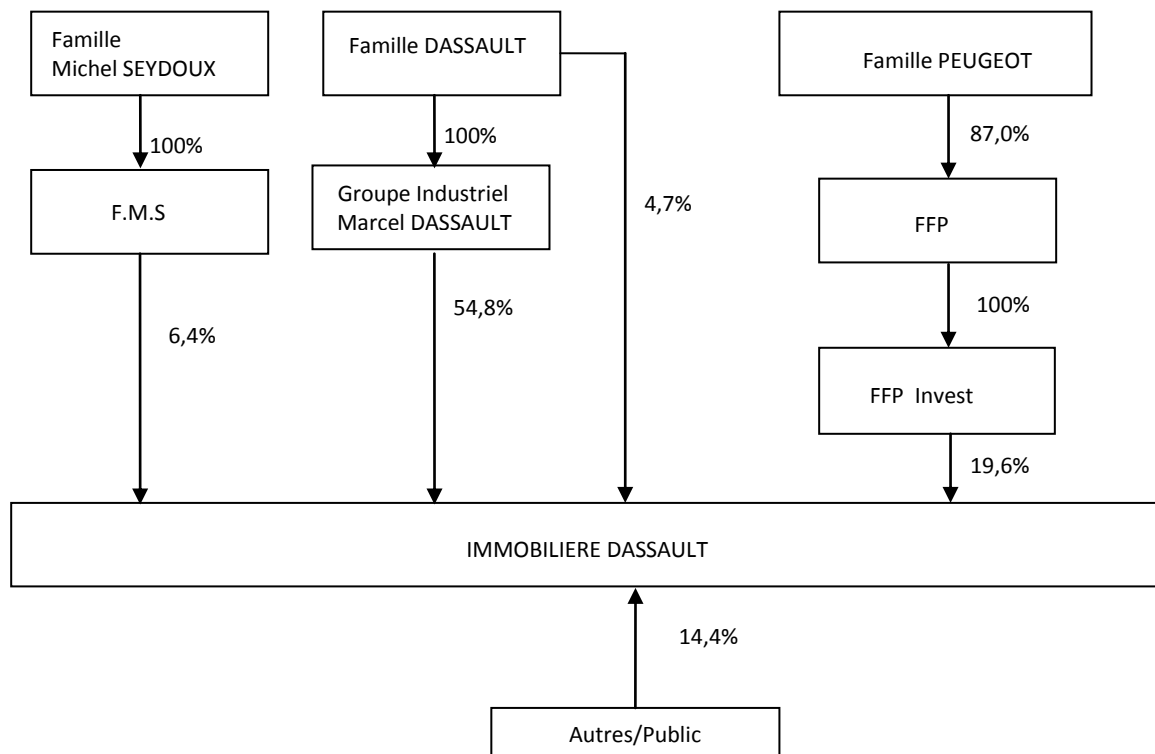 Famille
Michel SEYDOUX
Famille DASSAULT
Famille PEUGEOT
100%
100%
87,0%
F.M.S
Groupe Industriel
Marcel DASSAULT
4,7%
FFP
6,4%
54,8%
100%
FFP Invest
19,6%
IMMOBILIERE DASSAULT
14,4%
Autres/Public